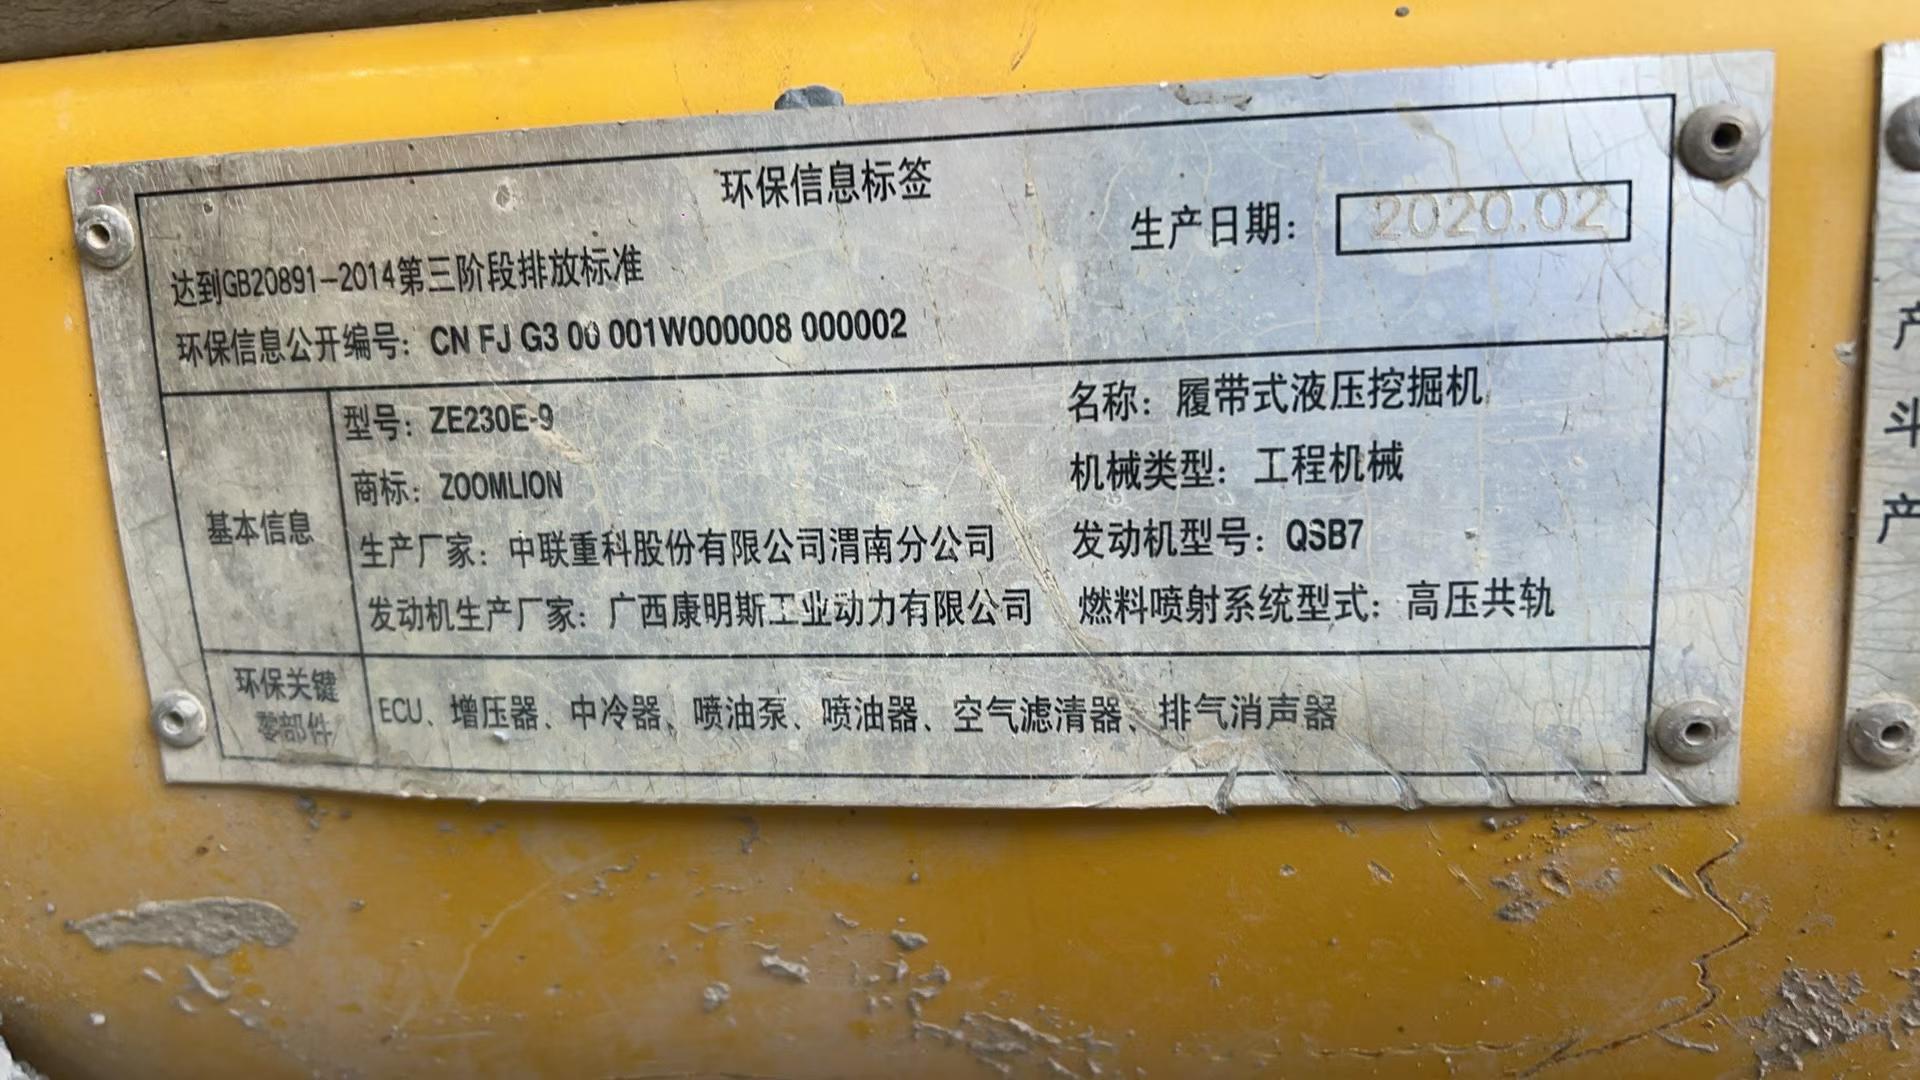 环保信息标签
生产日期： 2020.02
达到GB20891-2014第三阶段排放标准
环保信息公开编号：CN FJ G3 00 001W000008 000002
基本信息
型号：ZE230E-9
名称：履带式液压挖掘机
商标：ZOOMLION
机械类型：工程机械
生产厂家：中联重科股份有限公司渭南分公司
发动机型号：QSB7
发动机生产厂家：广西康明斯工业动力有限公司
燃料喷射系统型式：高压共轨
环保关键
零部件
ECU、增压器、中冷器、喷油泵、喷油器、空气滤清器、排气消声器
产
斗
产